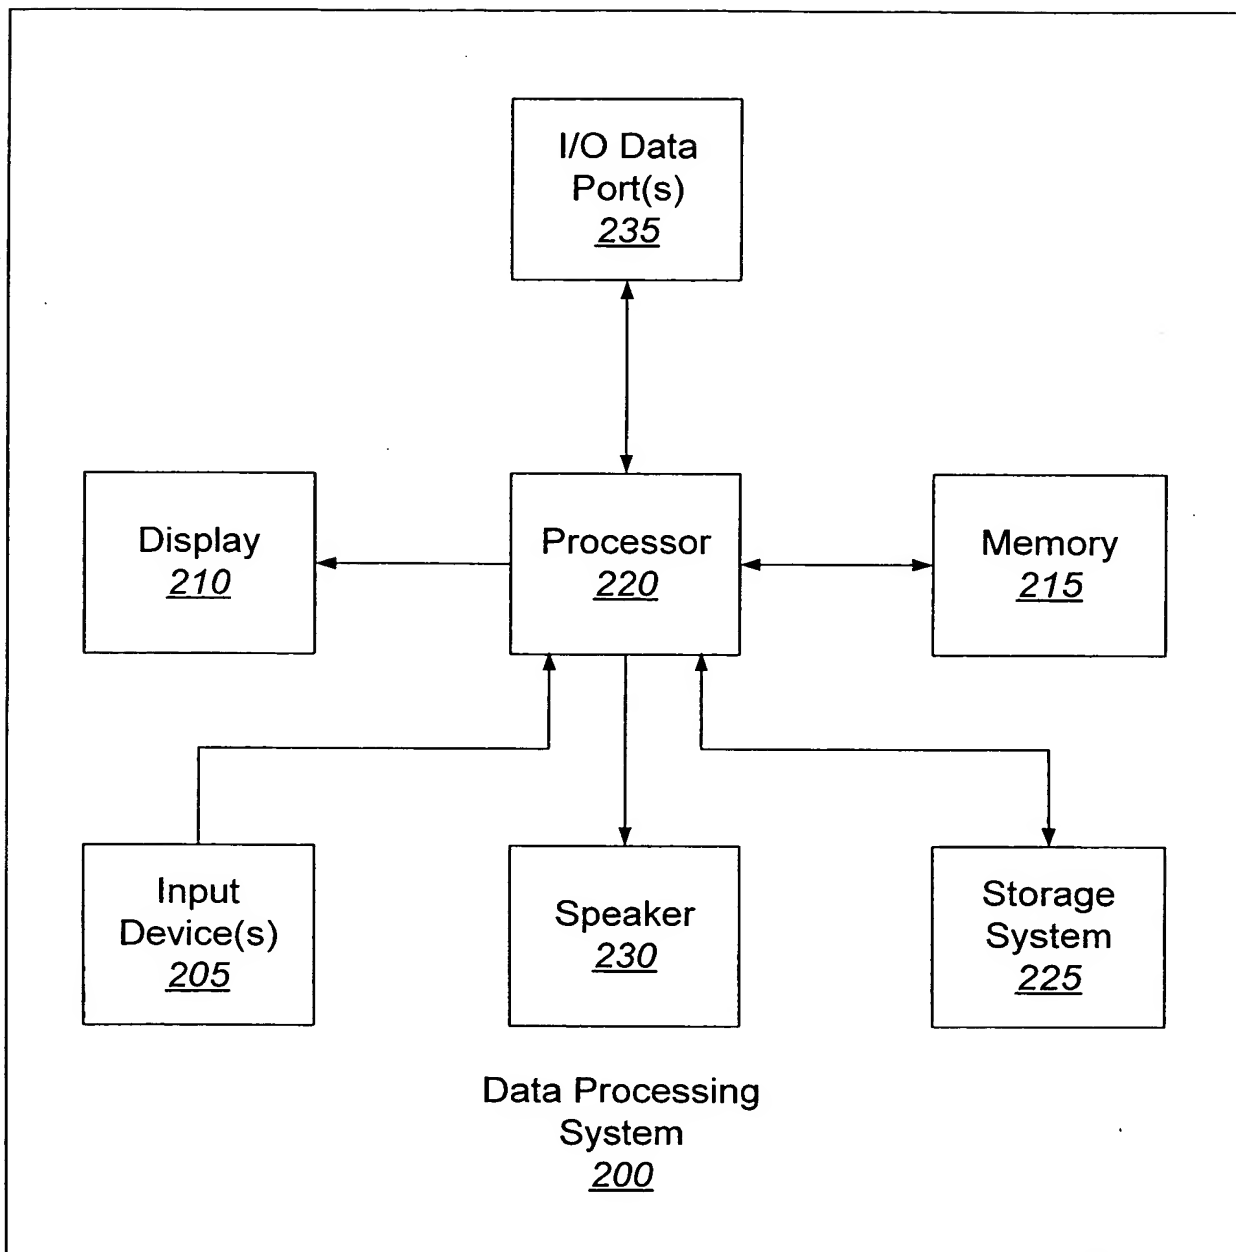 I/O Data
Port(s)
235
Display
210
Processor
220
Memory
215
Input
Device(s)
205
Speaker
230
Storage
System
225
Data Processing
System
200